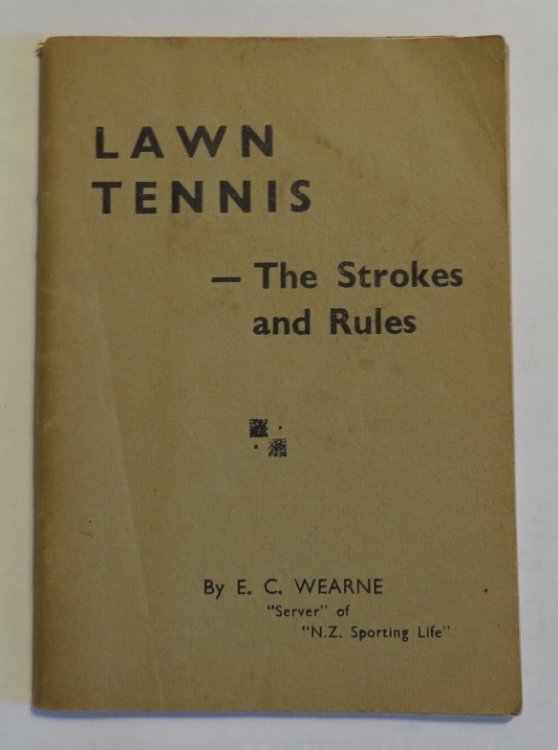 LAWN
TENNIS
— The Strokes
and Rules
By E. C. WEARNE
"Server" of
"N.Z. Sporting Life"